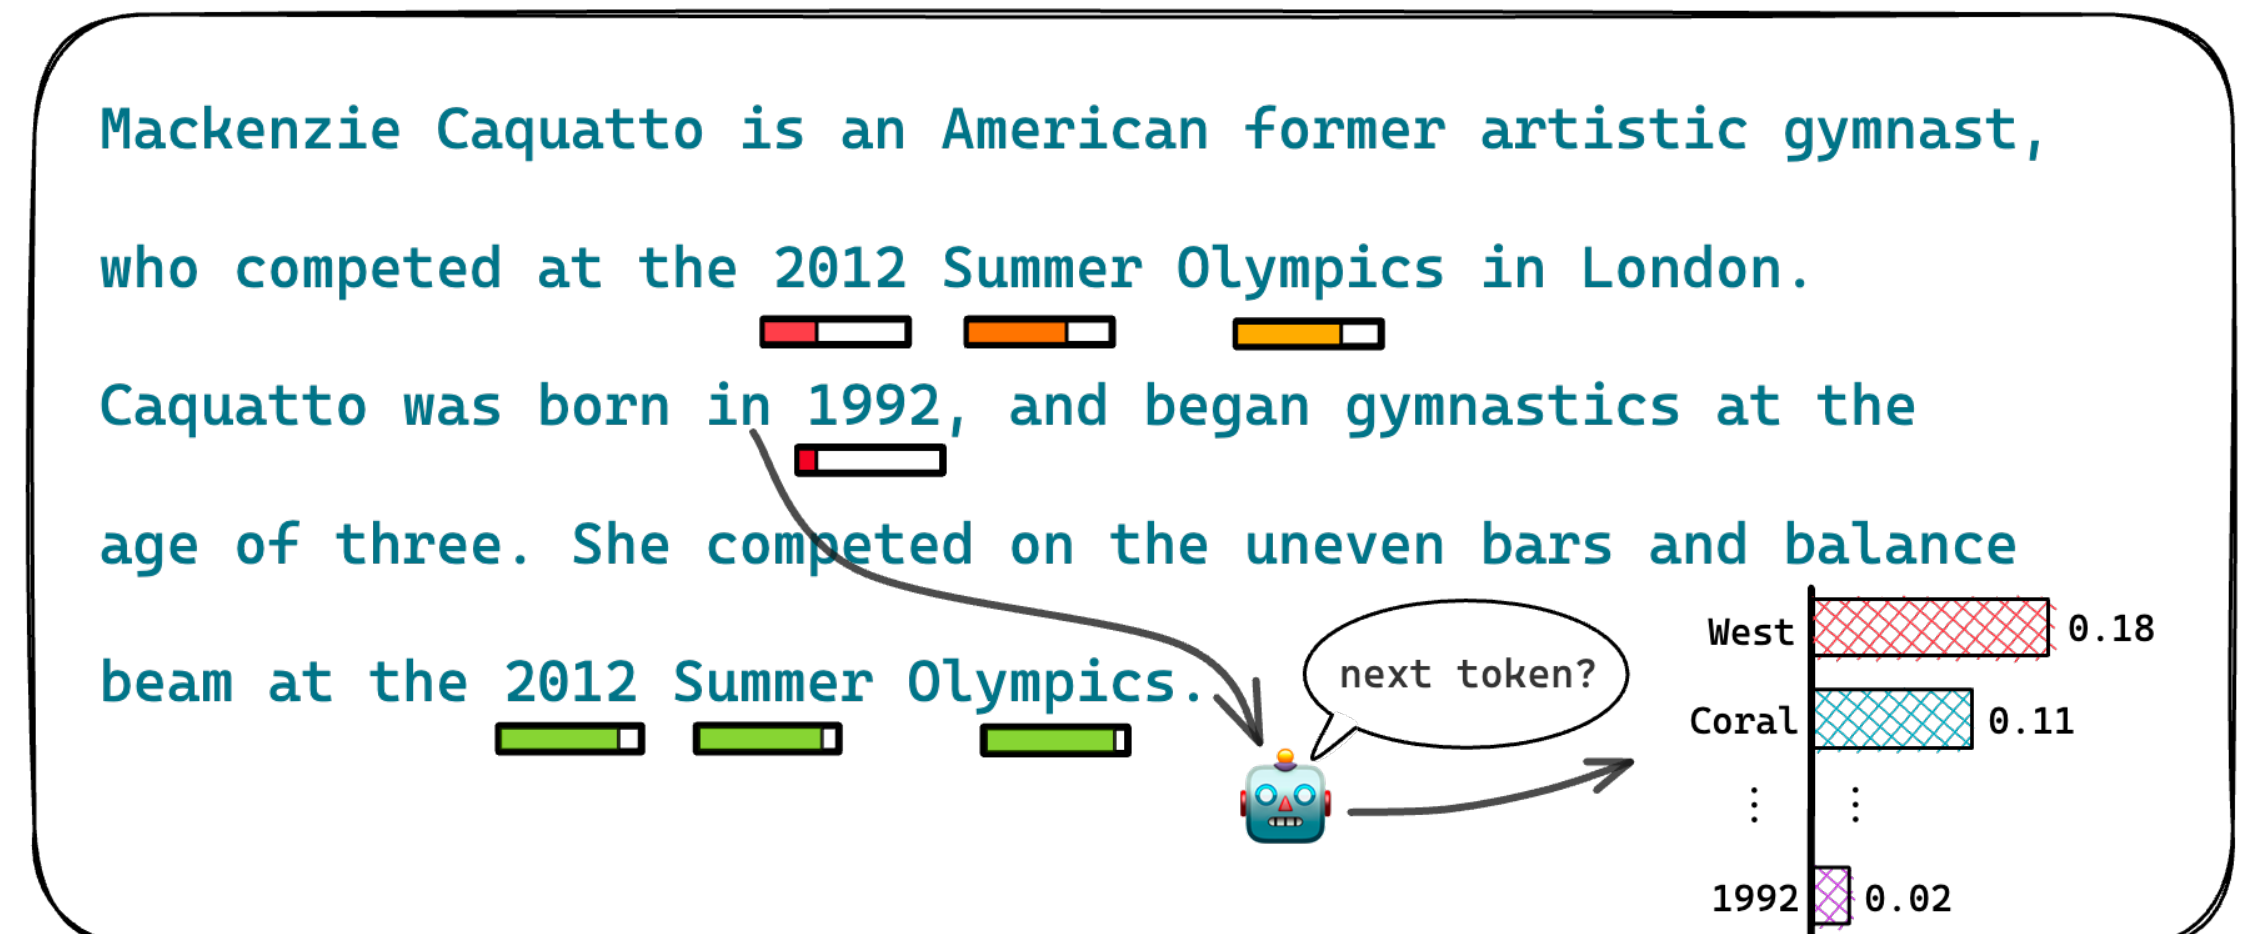 Mackenzie Caquatto is an American former artistic gymnast,
who competed at the 2012 Summer Olympics in London.
Caquatto was born in 1992, and began gymnastics at the
age of three. She competed on the uneven bars and balance
beam at the 2012 Summer Olympics.
next token?
West 0.18
Coral 0.11
⋮ ⋮
1992 0.02